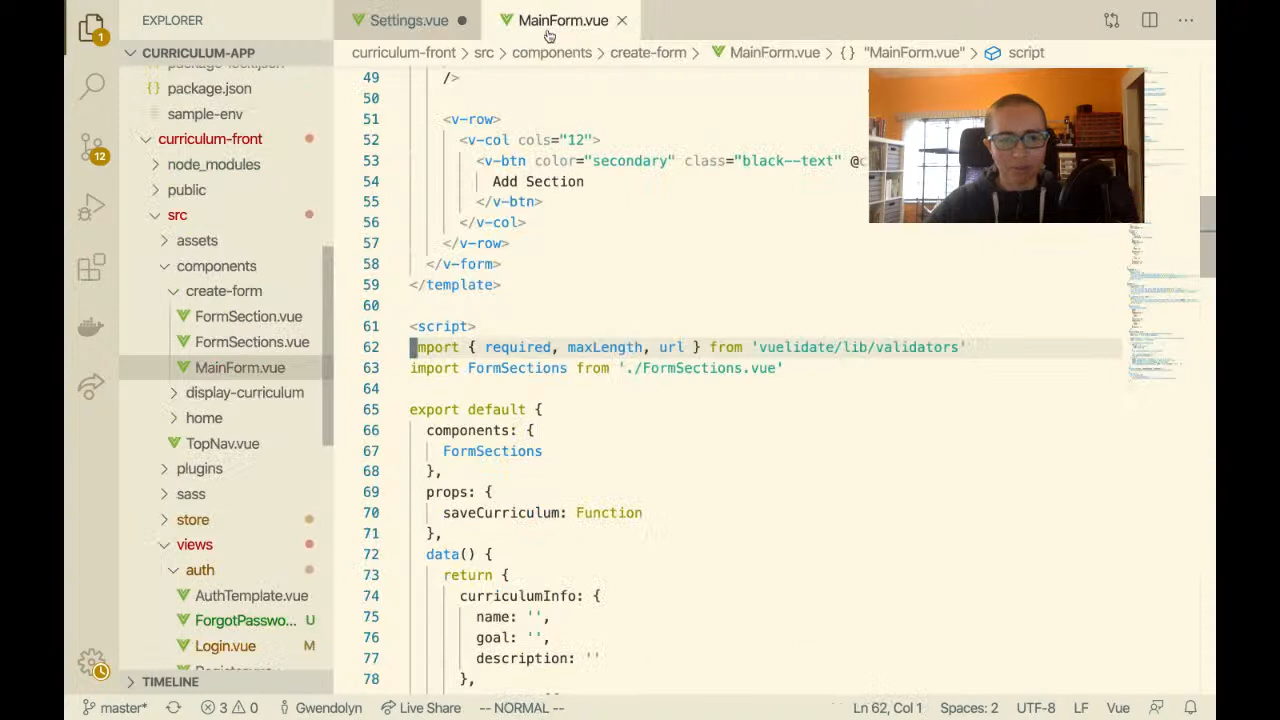 EXPLORER
Settings.vue
MainForm.vue
CURRICULUM-APP
curriculum-front > src > components > create-form > MainForm.vue > {} "MainForm.vue" > script
package.json
sample-env
curriculum-front
node_modules
public
src
assets
components
create-form
FormSection.vue
FormSections.vue
MainForm.vue
display-curriculum
home
TopNav.vue
plugins
sass
store
views
auth
AuthTemplate.vue
ForgotPasswo... U
Login.vue M
TIMELINE
49 />
50
51 <v-row>
52 <v-col cols="12">
53 <v-btn color="secondary" class="black--text" @c
54 Add Section
55 </v-btn>
56 </v-col>
57 </v-row>
58 </v-form>
59 </template>
60
61 <script>
62 import { required, maxLength, url } from 'vuelidate/lib/validators'
63 import FormSections from './FormSections.vue'
64
65 export default {
66 components: {
67 FormSections
68 },
69 props: {
70 saveCurriculum: Function
71 },
72 data() {
73 return {
74 curriculumInfo: {
75 name: '',
76 goal: '',
77 description: ''
78 },
1
12
master* 3 0 Gwendolyn Live Share -- NORMAL -- Ln 62, Col 1 Spaces: 2 UTF-8 LF Vue